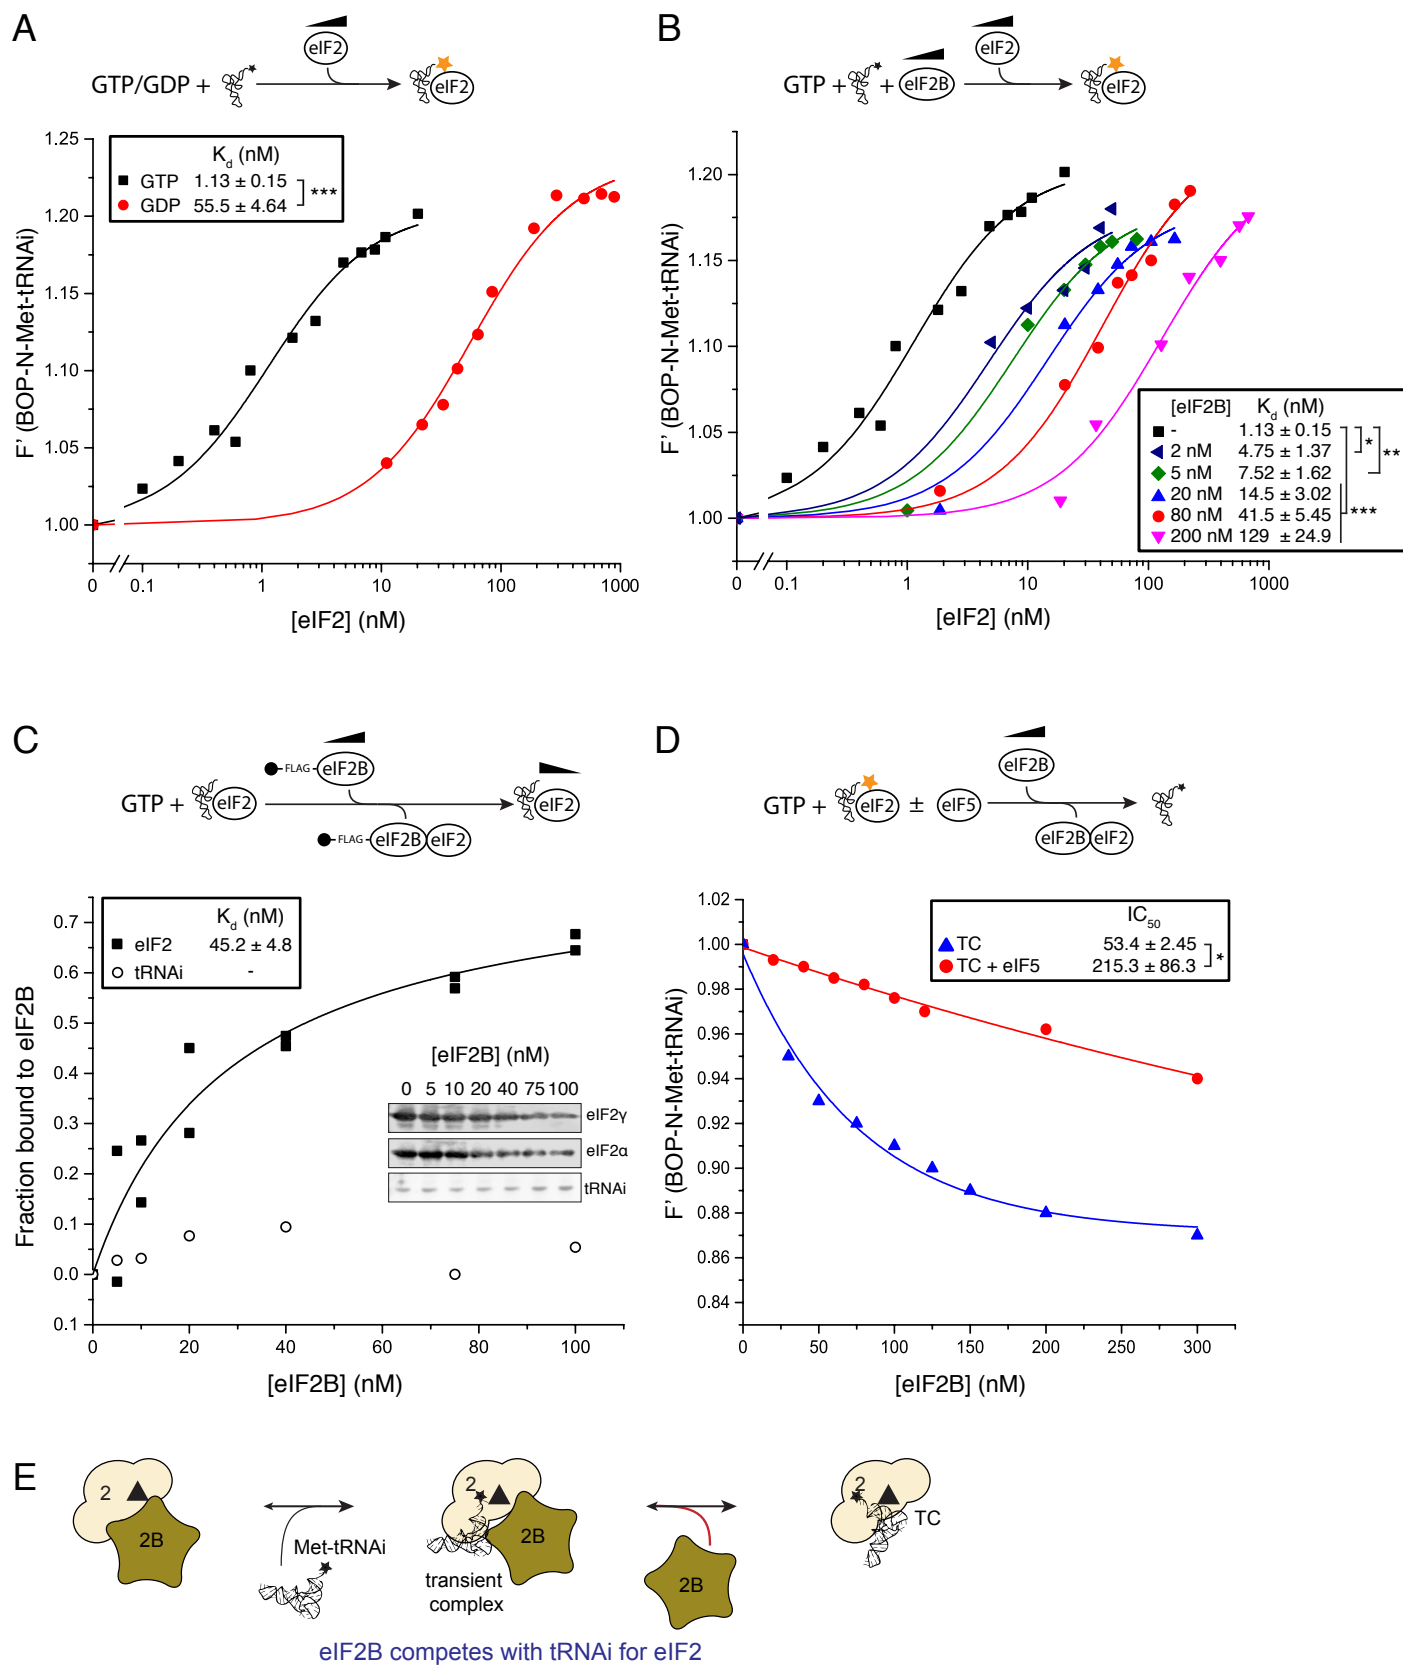 A
eIF2
GTP/GDP +
eIF2
F' (BOP-N-Met-tRNAi)
1.25
1.20
1.15
1.10
1.05
1.00
Kd (nM)
GTP 1.13 ± 0.15
GDP 55.5 ± 4.64
***
0 0.1 1 10 100 1000
[eIF2] (nM)
B
eIF2
GTP + + eIF2B
eIF2
F' (BOP-N-Met-tRNAi)
1.20
1.15
1.10
1.05
1.00
[eIF2B] Kd (nM)
- 1.13 ± 0.15
2 nM 4.75 ± 1.37
5 nM 7.52 ± 1.62
20 nM 14.5 ± 3.02
80 nM 41.5 ± 5.45
200 nM 129 ± 24.9
*
**
***
0 0.1 1 10 100 1000
[eIF2] (nM)
C
FLAG eIF2B
GTP + eIF2
eIF2
FLAG eIF2B eIF2
Fraction bound to eIF2B
0.7
0.6
0.5
0.4
0.3
0.2
0.1
0.0
0.1
Kd (nM)
eIF2 45.2 ± 4.8
tRNAi -
[eIF2B] (nM)
0 5 10 20 40 75 100
eIF2γ
eIF2α
tRNAi
0 20 40 60 80 100
[eIF2B] (nM)
D
eIF2B
GTP + eIF2 ± eIF5
eIF2B eIF2
F' (BOP-N-Met-tRNAi)
1.02
1.00
0.98
0.96
0.94
0.92
0.90
0.88
0.86
0.84
IC50
TC 53.4 ± 2.45
TC + eIF5 215.3 ± 86.3
*
0 50 100 150 200 250 300
[eIF2B] (nM)
E
2
2B
Met-tRNAi
2
2B
transient
complex
2B
2
TC
eIF2B competes with tRNAi for eIF2